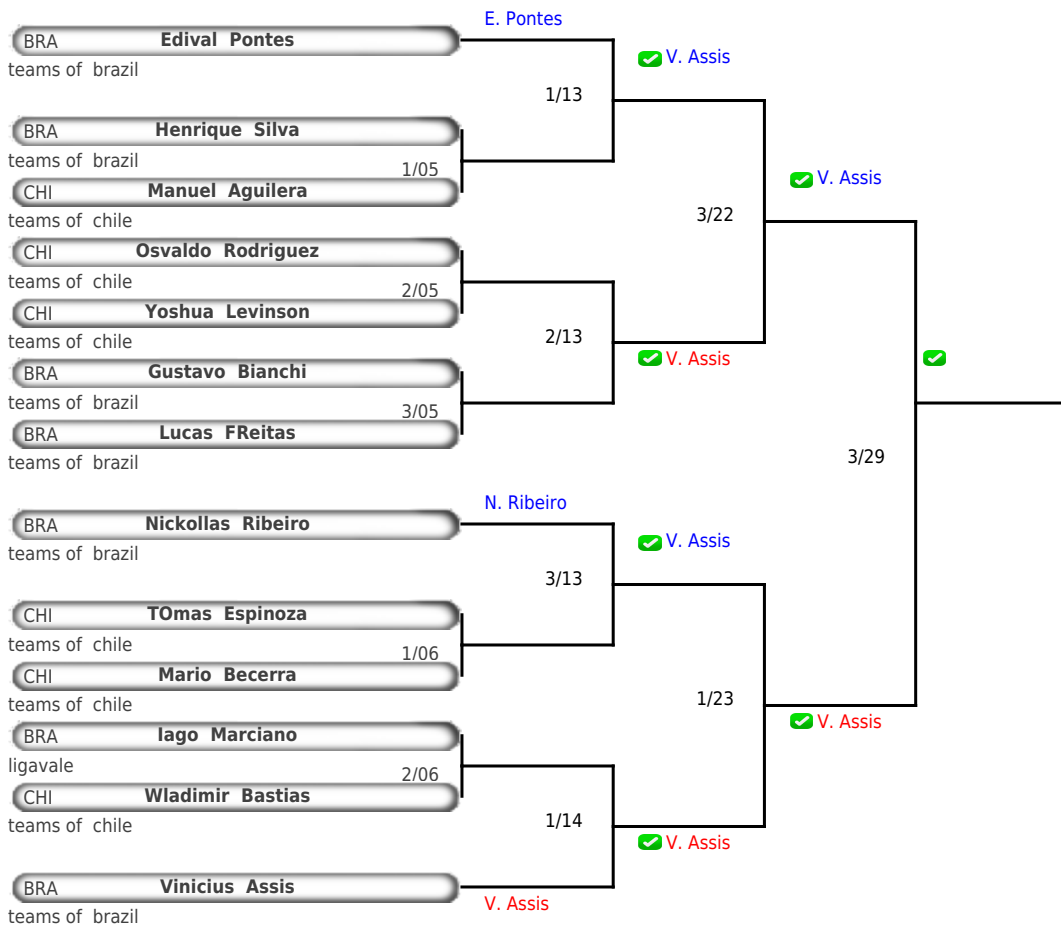 E. Pontes
BRA Edival Pontes
teams of brazil
V. Assis
1/13
BRA Henrique Silva
teams of brazil
1/05
CHI Manuel Aguilera
teams of chile
V. Assis
3/22
CHI Osvaldo Rodriguez
teams of chile
2/05
CHI Yoshua Levinson
teams of chile
2/13
V. Assis
BRA Gustavo Bianchi
teams of brazil
3/05
BRA Lucas FReitas
teams of brazil
3/29
N. Ribeiro
BRA Nickollas Ribeiro
teams of brazil
V. Assis
3/13
CHI TOmas Espinoza
teams of chile
1/06
CHI Mario Becerra
teams of chile
1/23
V. Assis
BRA Iago Marciano
ligavale
2/06
CHI Wladimir Bastias
teams of chile
1/14
V. Assis
BRA Vinicius Assis
V. Assis
teams of brazil